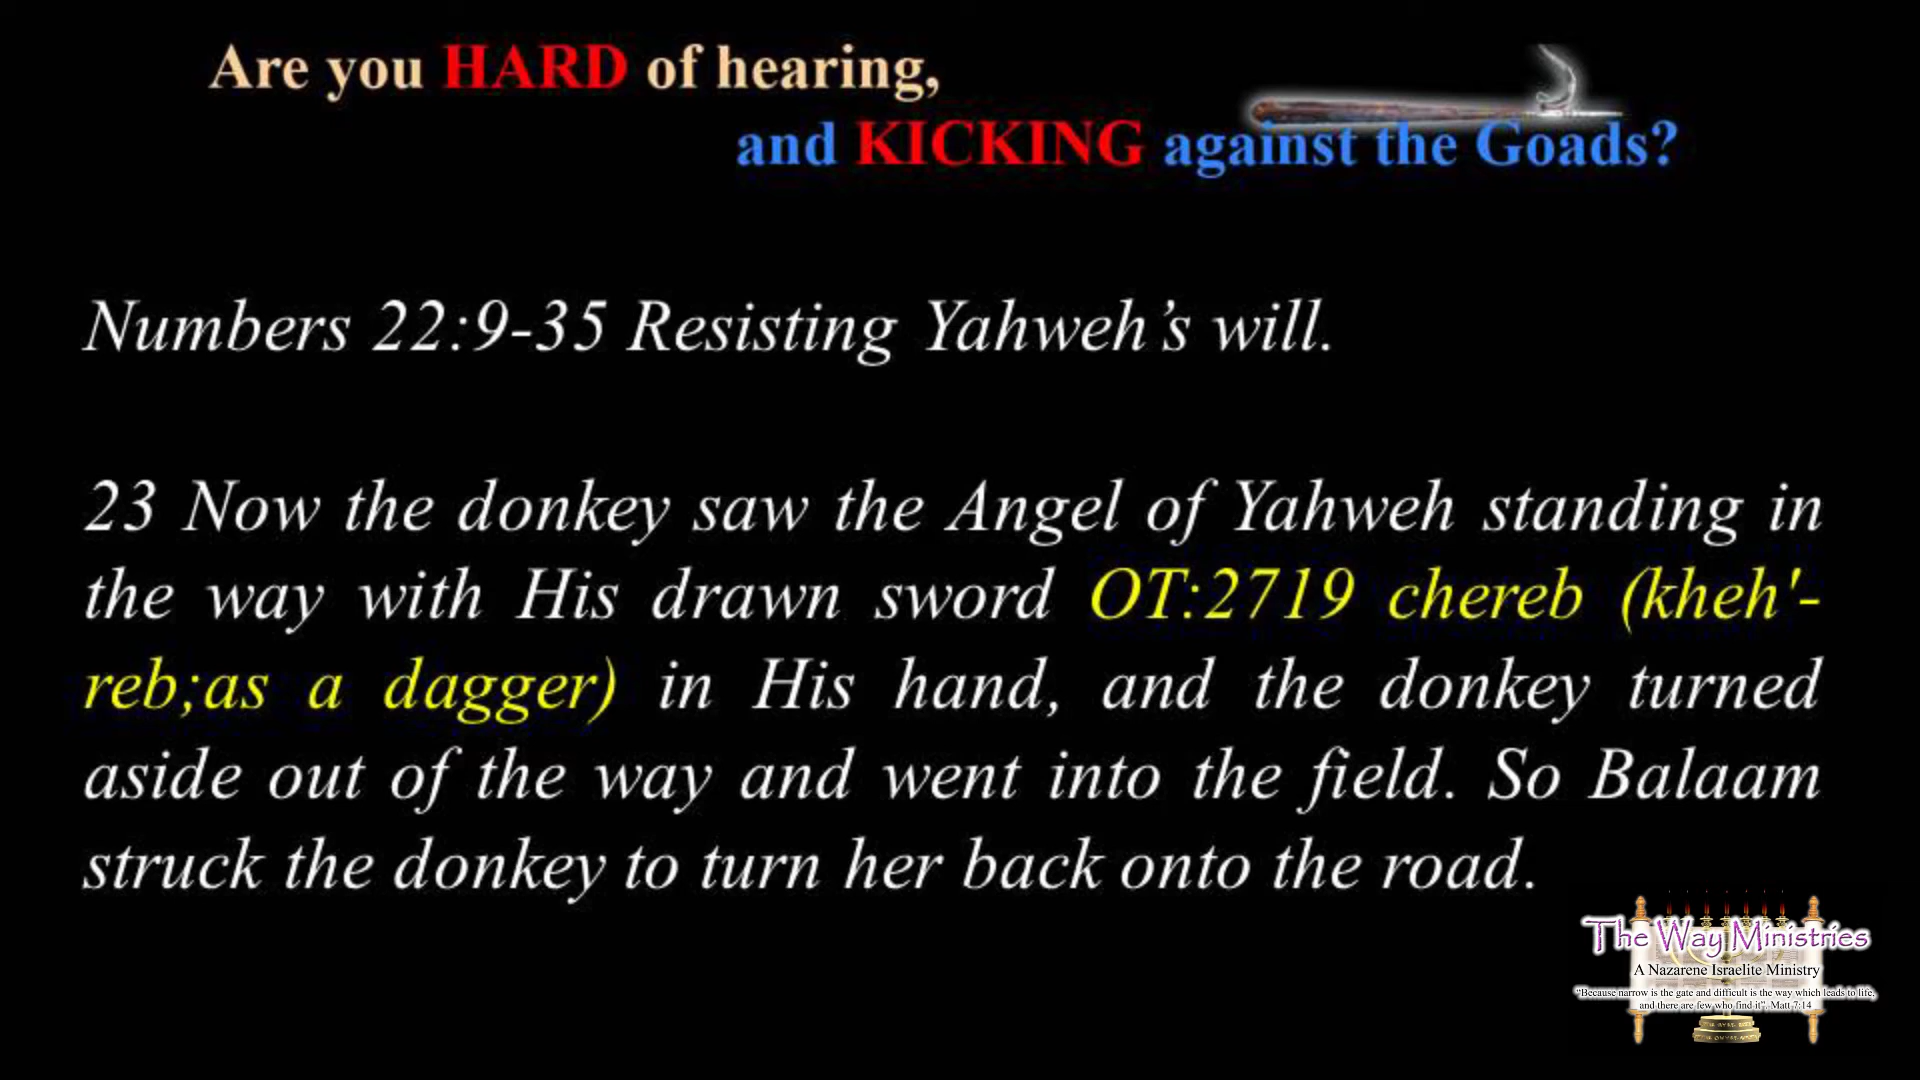 Are you HARD of hearing,
and KICKING against the Goads?
Numbers 22:9-35 Resisting Yahweh’s will.
23 Now the donkey saw the Angel of Yahweh standing in
the way with His drawn sword OT:2719 chereb (kheh'-
reb;as a dagger) in His hand, and the donkey turned
aside out of the way and went into the field. So Balaam
struck the donkey to turn her back onto the road.
The Way Ministries
A Nazarene Israelite Ministry
"Because narrow is the gate and difficult is the way which leads to life,
and there are few who find it". Matt 7:14